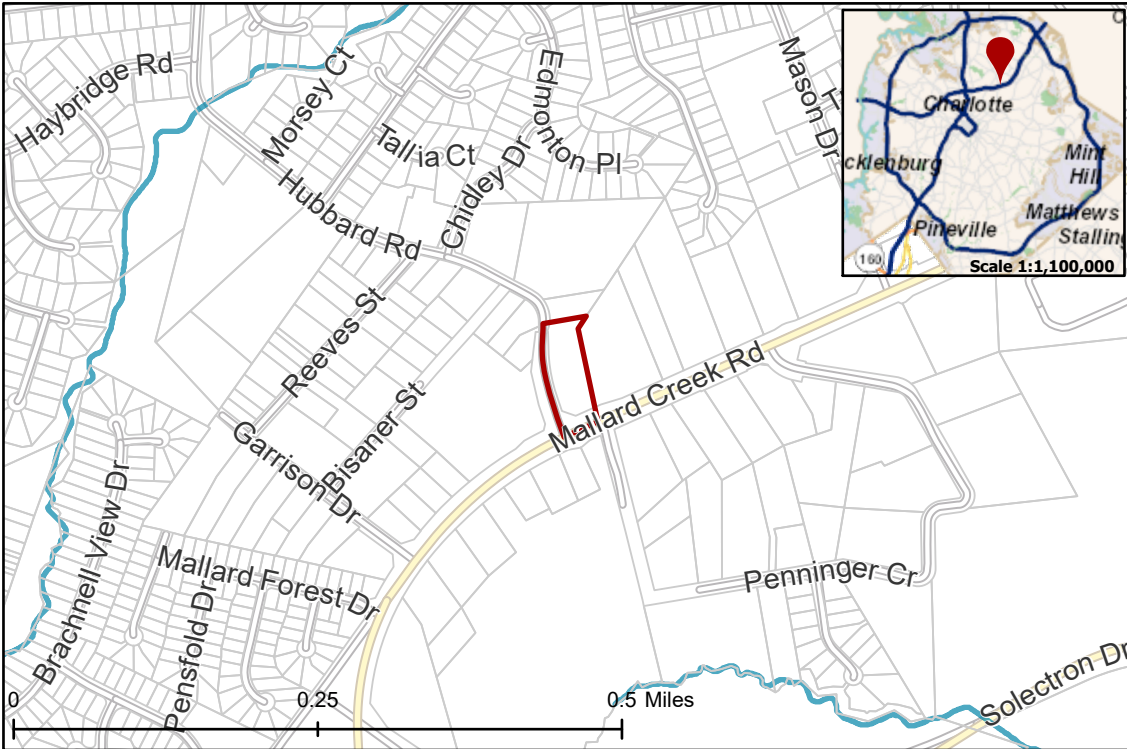 Haybridge Rd
Morsey Ct
Tallia Ct
Edmonton Pl
Mason Dr
Hubbard Rd
Chidley Dr
Reeves St
Bisaner St
Garrison Dr
Mallard Creek Rd
Brachnell View Dr
Mallard Forest Dr
Pensfold Dr
Penninger Cr
Solectron Dr
0
0.25
0.5 Miles
Charlotte
cklenburg
Mint
Hill
Matthews
Stalling
Pineville
160
Scale 1:1,100,000